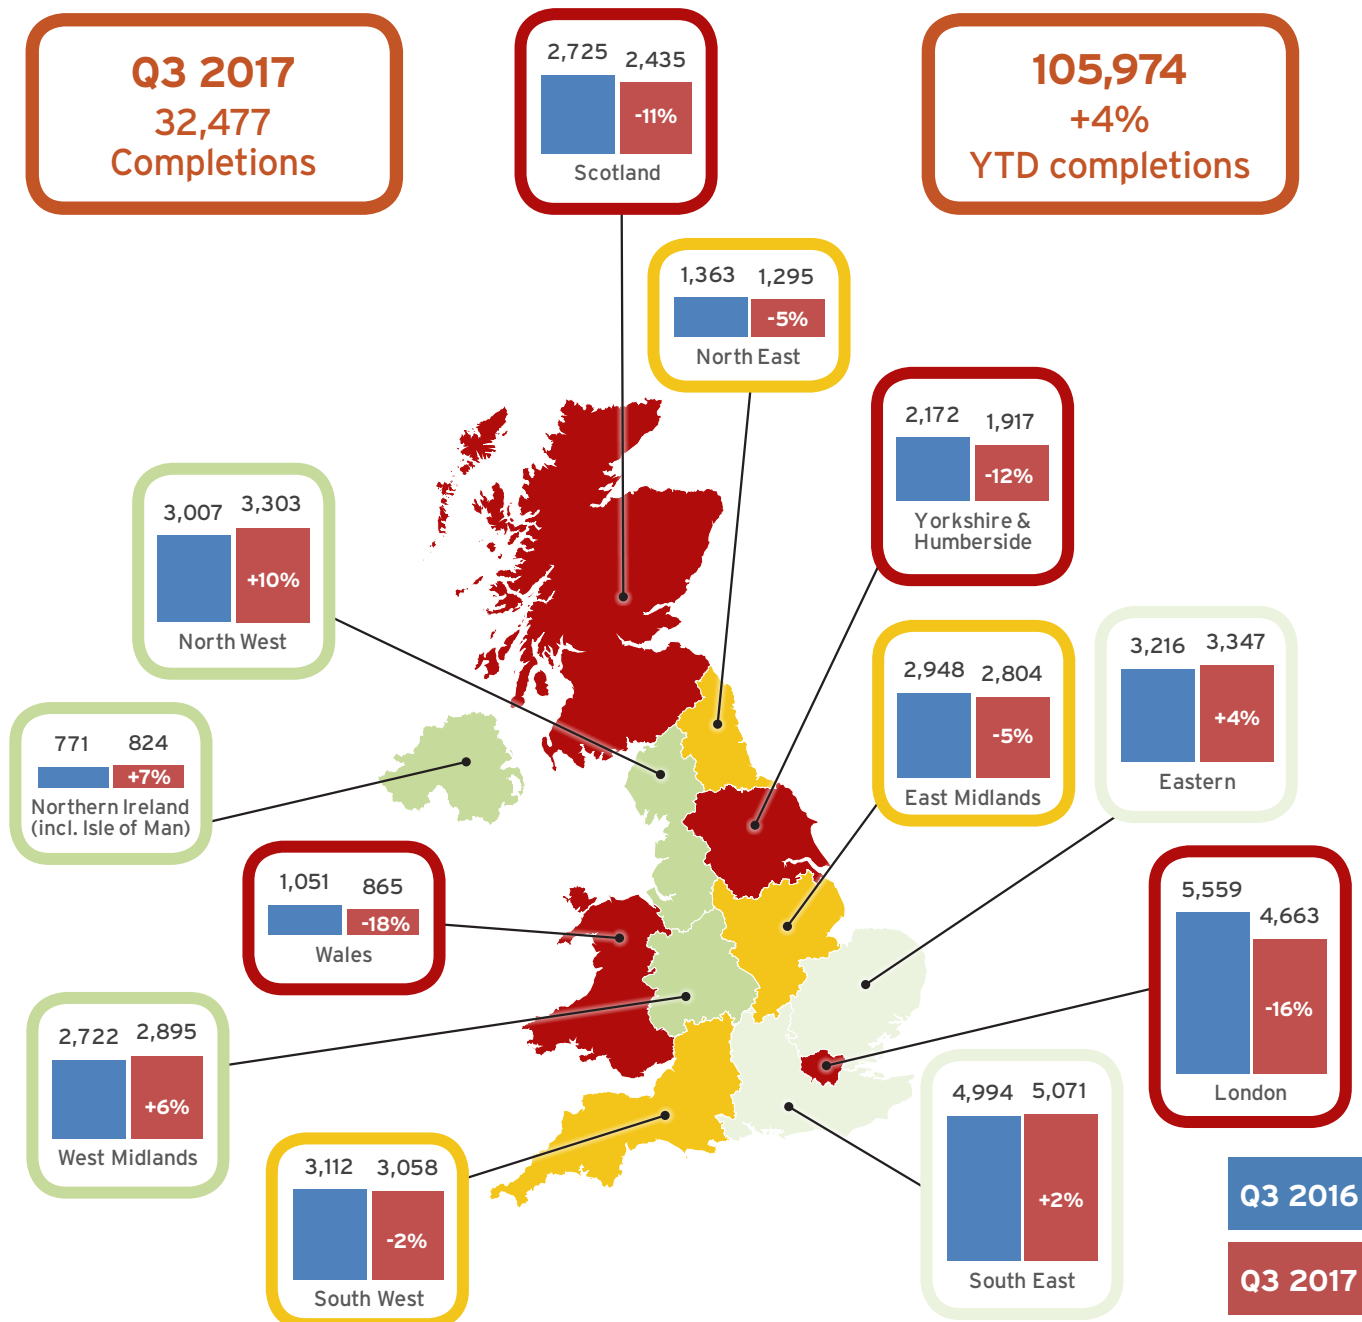 Q3 2017
32,477
Completions
2,725 2,435
-11%
Scotland
105,974
+4%
YTD completions
1,363 1,295
-5%
North East
2,172 1,917
-12%
Yorkshire &
Humberside
3,007 3,303
+10%
North West
2,948 2,804
-5%
East Midlands
3,216 3,347
+4%
Eastern
771 824
+7%
Northern Ireland
(incl. Isle of Man)
1,051 865
-18%
Wales
5,559 4,663
-16%
London
2,722 2,895
+6%
West Midlands
4,994 5,071
+2%
South East
3,112 3,058
-2%
South West
Q3 2016
Q3 2017